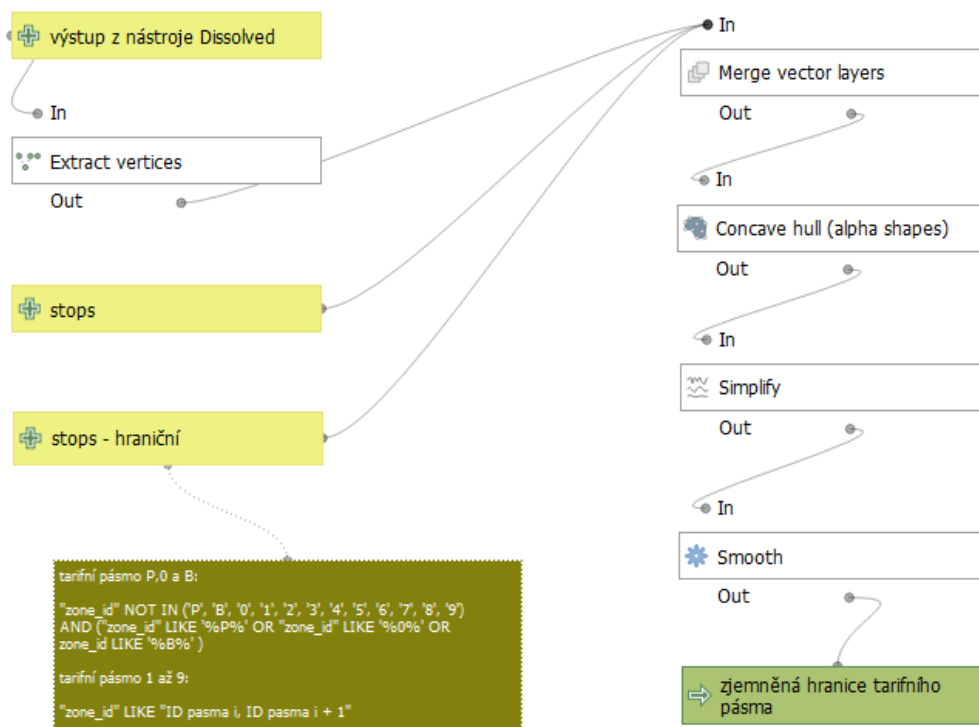 výstup z nástroje Dissolved
In
Extract vertices
Out
stops
stops - hraniční
tarifní pásmo P,0 a B:
"zone_id" NOT IN ('P', 'B', '0', '1', '2', '3', '4', '5', '6', '7', '8', '9')
AND ("zone_id" LIKE '%P%' OR "zone_id" LIKE '%0%' OR
zone_id LIKE '%B%' )
tarifní pásmo 1 až 9:
"zone_id" LIKE "ID pasma i, ID pasma i + 1"
In
Merge vector layers
Out
In
Concave hull (alpha shapes)
Out
In
Simplify
Out
In
Smooth
Out
zjemněná hranice tarifního
pásma